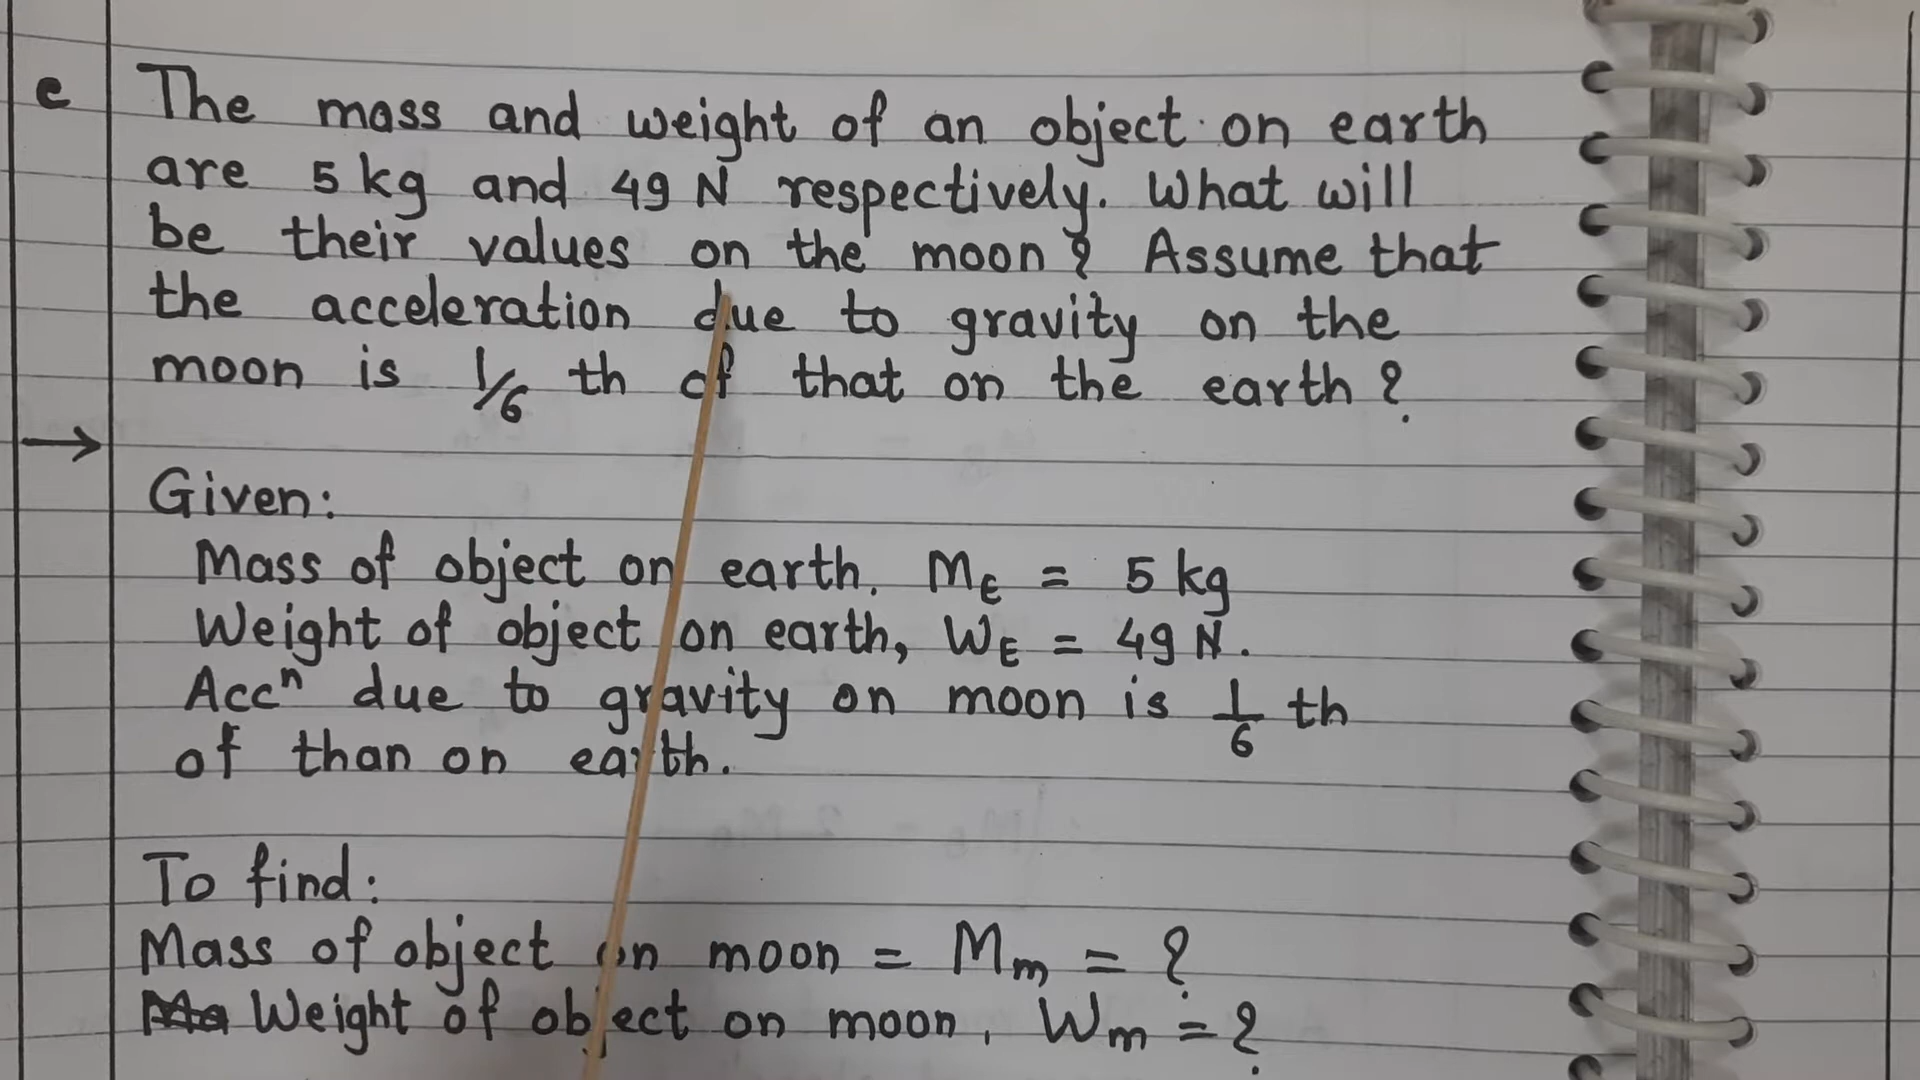 e The mass and weight of an object on earth
are 5 kg and 49 N respectively. What will
be their values on the moon? Assume that
the acceleration due to gravity on the
moon is 1/6 th of that on the earth?
→
Given:
Mass of object on earth. ME = 5 kg
Weight of object on earth, WE = 49 N.
Accⁿ due to gravity on moon is 1/6 th
of than on earth.
To find:
Mass of object on moon = Mm = ?
Weight of object on moon, Wm = ?